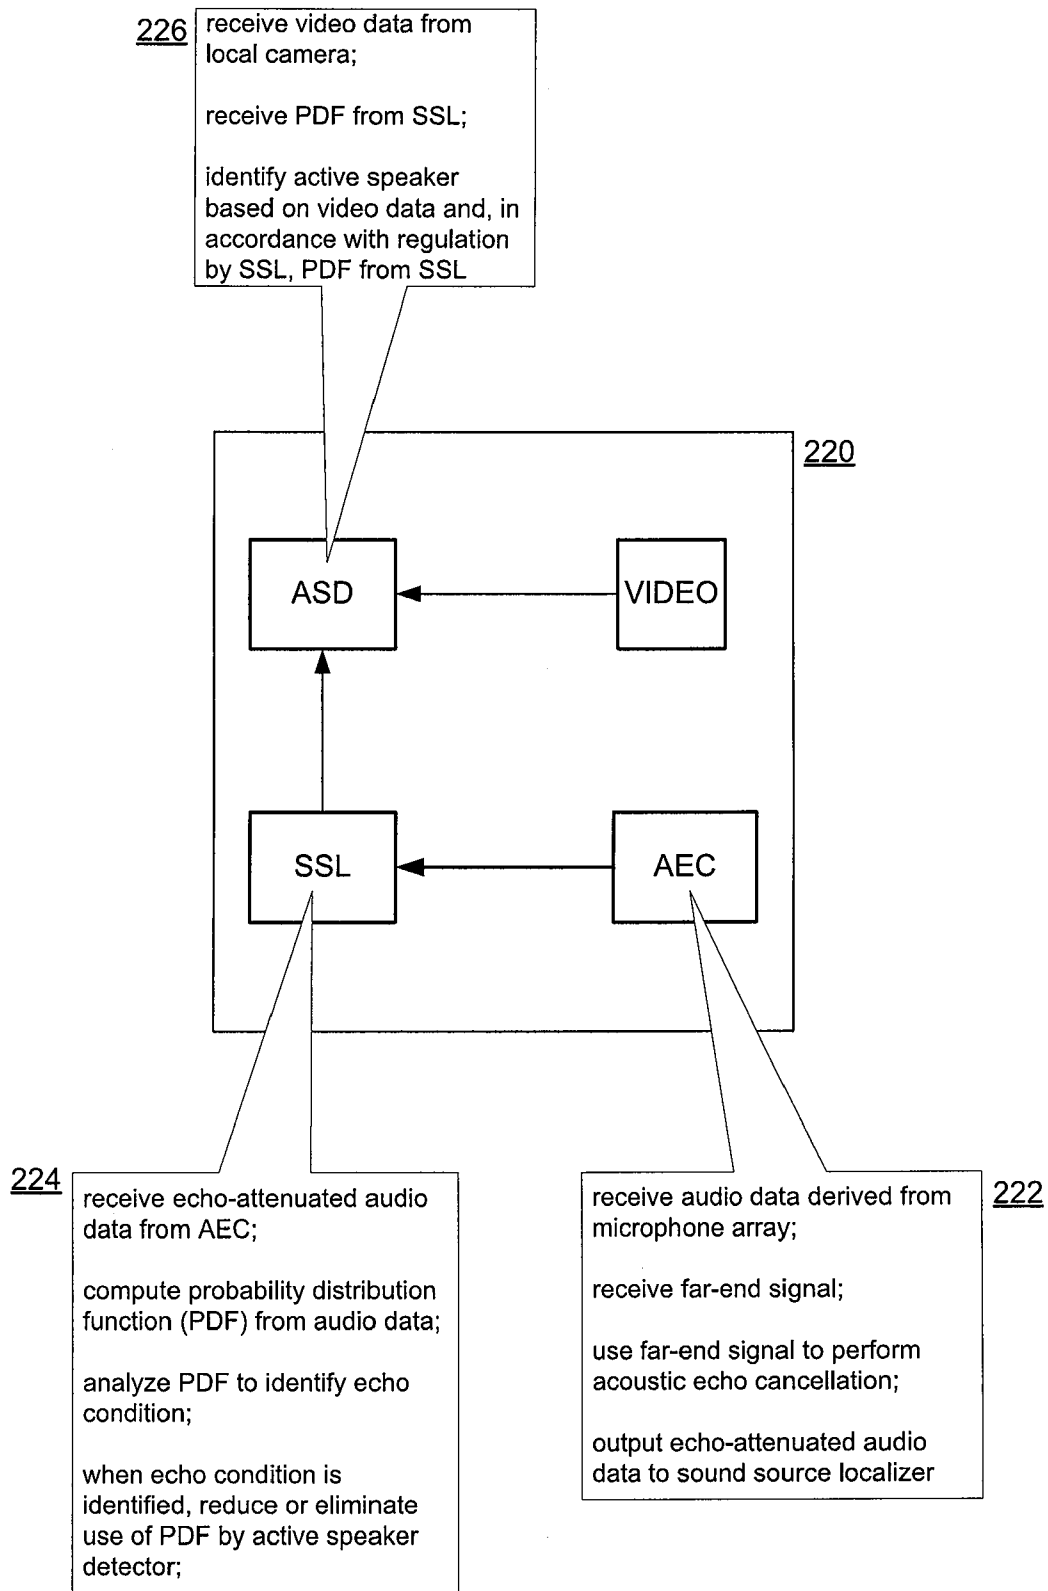 226
receive video data from
local camera;
receive PDF from SSL;
identify active speaker
based on video data and, in
accordance with regulation
by SSL, PDF from SSL
220
ASD
VIDEO
SSL
AEC
224
receive echo-attenuated audio
data from AEC;
compute probability distribution
function (PDF) from audio data;
analyze PDF to identify echo
condition;
when echo condition is
identified, reduce or eliminate
use of PDF by active speaker
detector;
222
receive audio data derived from
microphone array;
receive far-end signal;
use far-end signal to perform
acoustic echo cancellation;
output echo-attenuated audio
data to sound source localizer